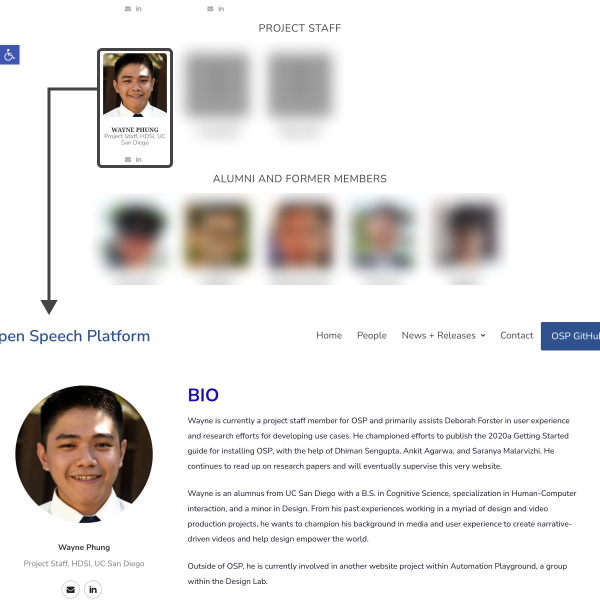 PROJECT STAFF
WAYNE PHUNG
Project Staff, HDSI, UC
San Diego
ALUMNI AND FORMER MEMBERS
pen Speech Platform
Home People News + Releases Contact OSP GitHu
BIO
Wayne is currently a project staff member for OSP and primarily assists Deborah Forster in user experience
and research efforts for developing use cases. He championed efforts to publish the 2020a Getting Started
guide for installing OSP, with the help of Dhiman Sengupta, Ankit Agarwa, and Saranya Malarvizhi. He
continues to read up on research papers and will eventually supervise this very website.
Wayne is an alumnus from UC San Diego with a B.S. in Cognitive Science, specialization in Human-Computer
interaction, and a minor in Design. From his past experiences working in a myriad of design and video
production projects, he wants to champion his background in media and user experience to create narrative-
driven videos and help design empower the world.
Outside of OSP, he is currently involved in another website project within Automation Playground, a group
within the Design Lab.
Wayne Phung
Project Staff, HDSI, UC San Diego